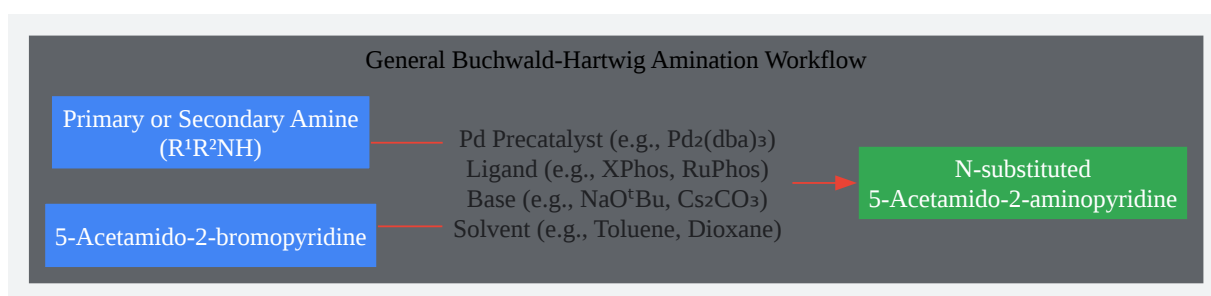 General Buchwald-Hartwig Amination Workflow
Primary or Secondary Amine
(R¹R²NH)
5-Acetamido-2-bromopyridine
Pd Precatalyst (e.g., Pd₂(dba)₃)
Ligand (e.g., XPhos, RuPhos)
Base (e.g., NaOᵗBu, Cs₂CO₃)
Solvent (e.g., Toluene, Dioxane)
N-substituted
5-Acetamido-2-aminopyridine